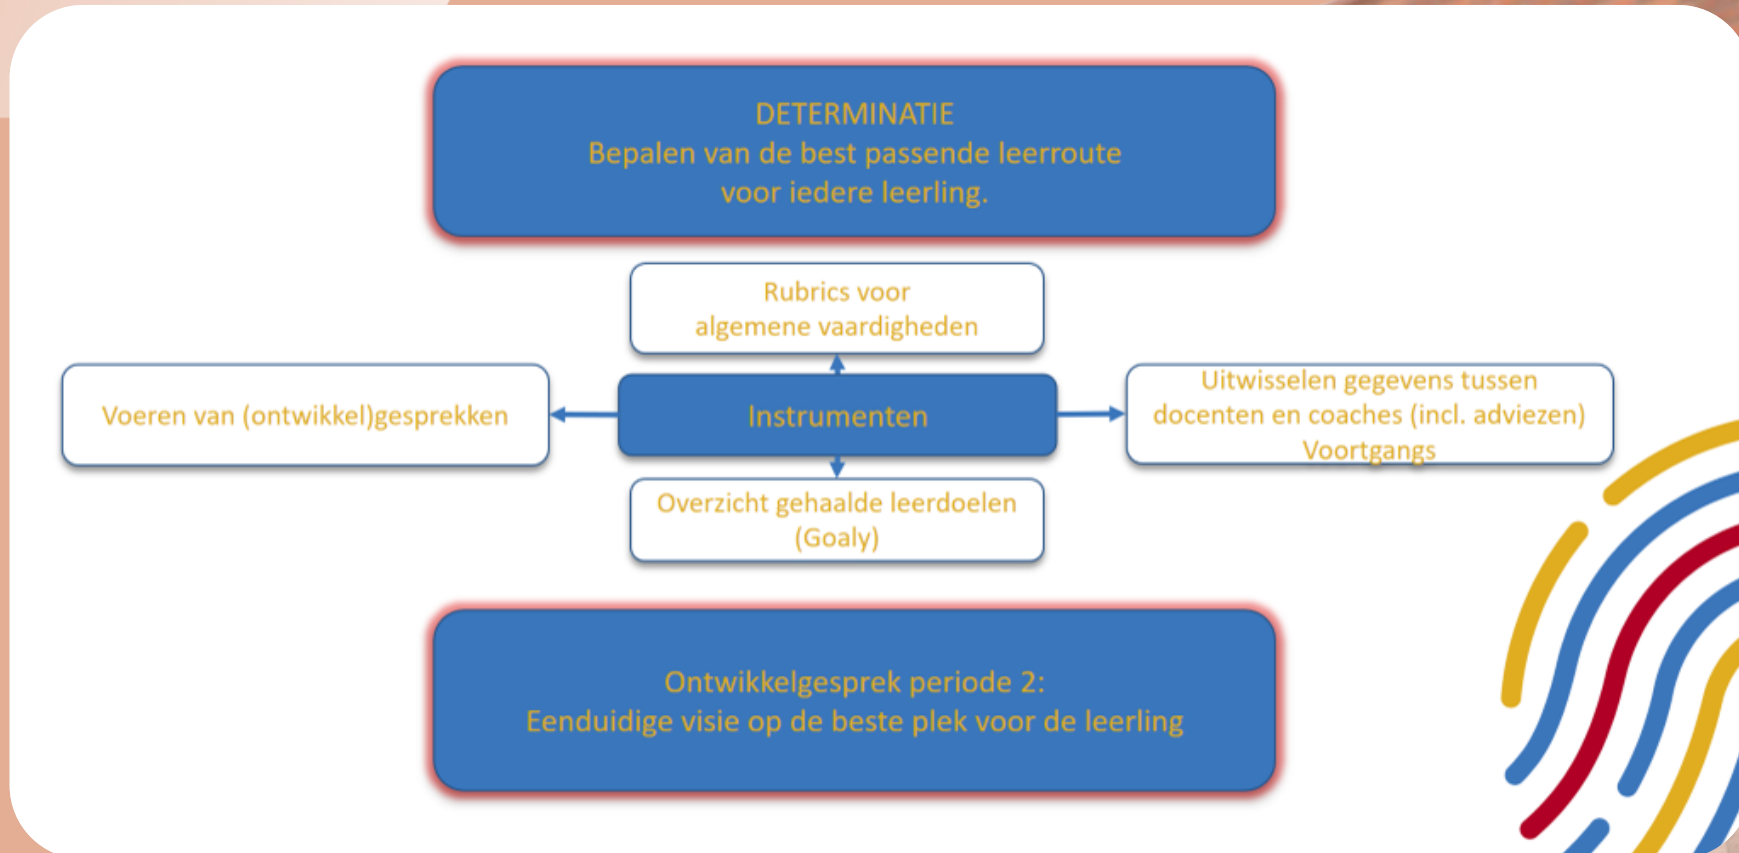 DETERMINATIE
Bepalen van de best passende leerroute
voor iedere leerling.
Rubrics voor
algemene vaardigheden
Voeren van (ontwikkel)gesprekken
Instrumenten
Uitwisselen gegevens tussen
docenten en coaches (incl. adviezen)
Voortgangs
Overzicht gehaalde leerdoelen
(Goaly)
Ontwikkelgesprek periode 2:
Eenduidige visie op de beste plek voor de leerling